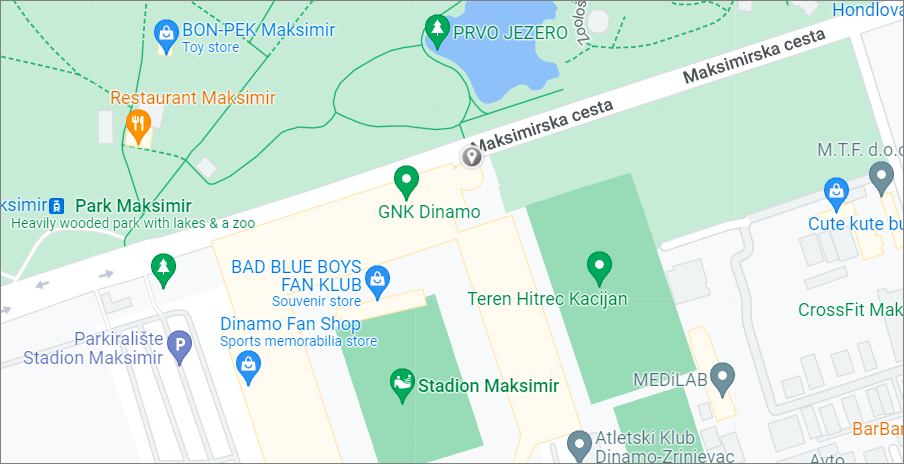 Hondlova
BON-PEK Maksimir
Toy store
PRVO JEZERO
Zoološ
Maksimirska cesta
Restaurant Maksimir
Maksimirska cesta
M.T.F. d.o.o
ksimir
Park Maksimir
Heavily wooded park with lakes & a zoo
GNK Dinamo
Cute kute bu
BAD BLUE BOYS
FAN KLUB
Souvenir store
Teren Hitrec Kacijan
CrossFit Mak
Dinamo Fan Shop
Sports memorabilia store
Parkiralište
Stadion Maksimir
P
Stadion Maksimir
MEDiLAB
BarBar
Atletski Klub
Dinamo-Zrinjevac
Avto